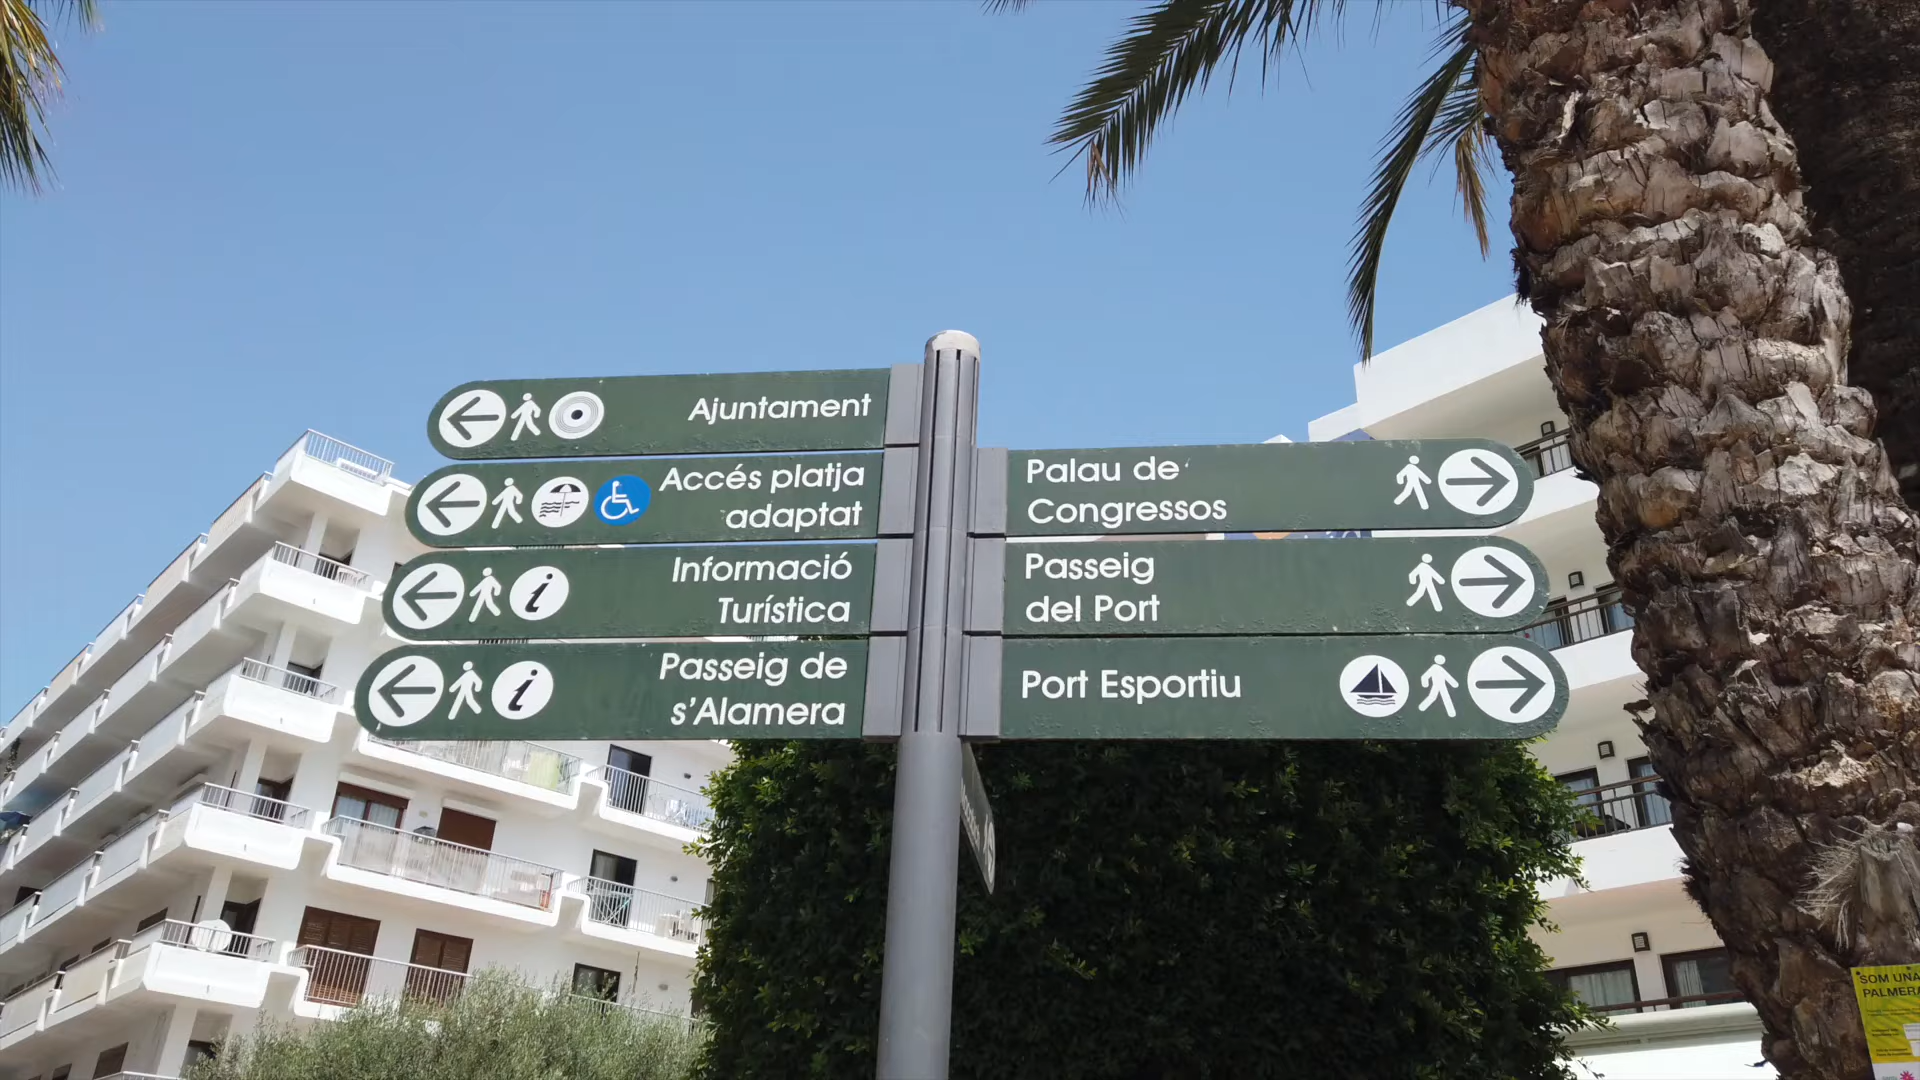 Ajuntament
Accés platja
adaptat
Informació
Turística
Passeig de
s'Alamera
Palau de
Congressos
Passeig
del Port
Port Esportiu
SOM UNA
PALMERA